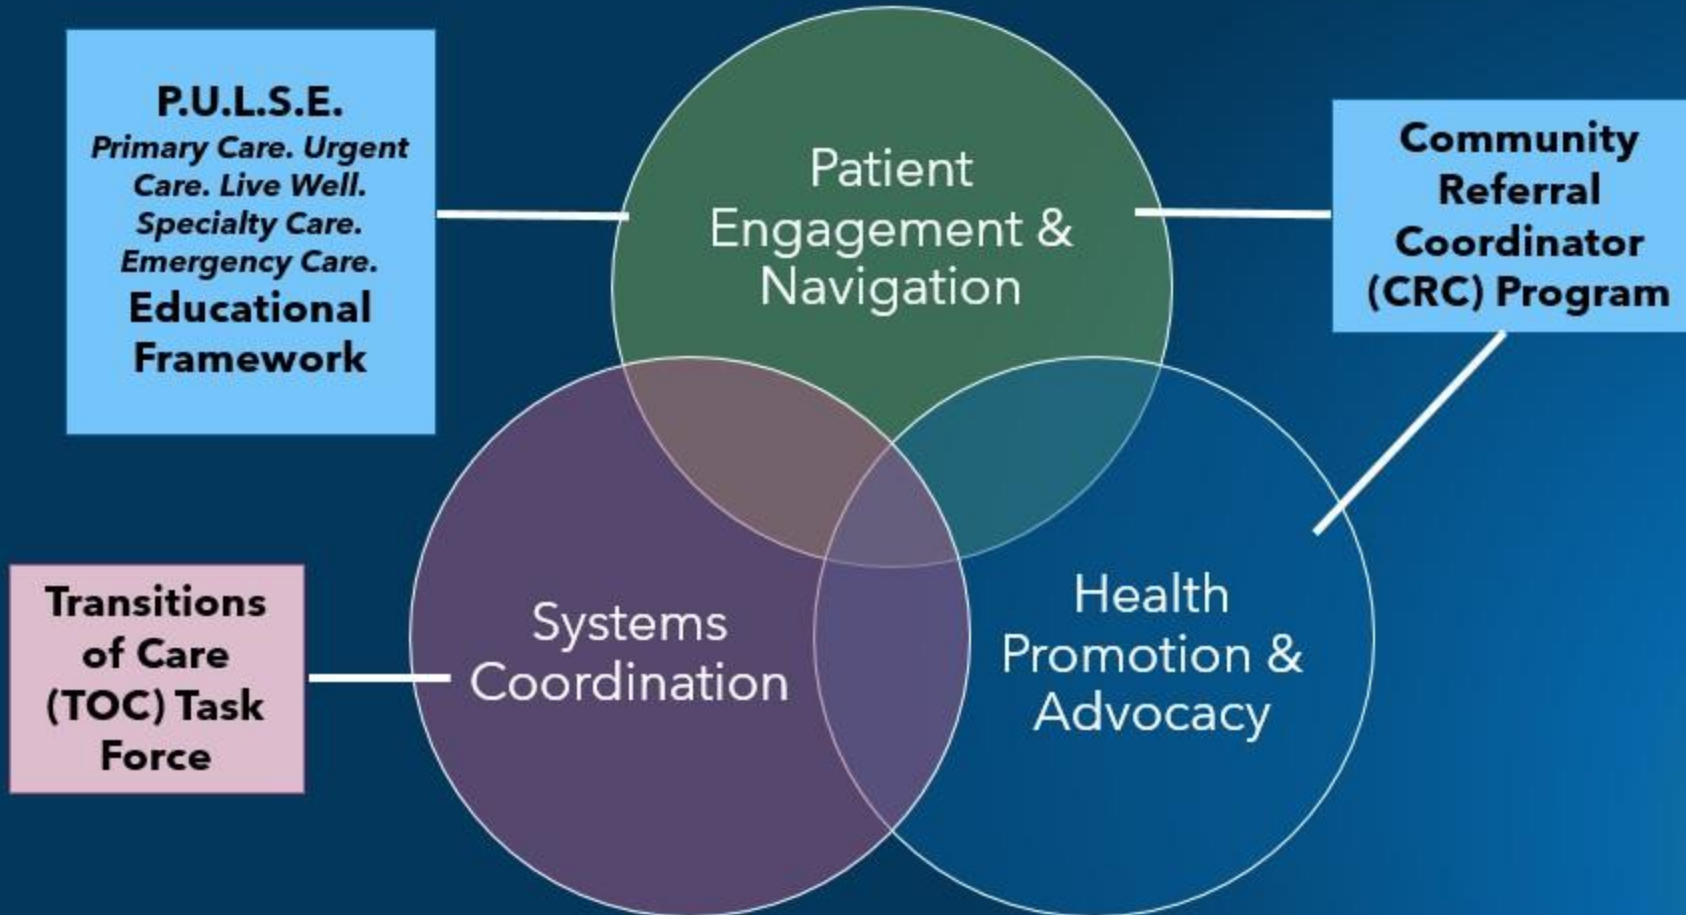 P.U.L.S.E.
Primary Care. Urgent
Care. Live Well.
Specialty Care.
Emergency Care.
Educational
Framework
Patient
Engagement &
Navigation
Community
Referral
Coordinator
(CRC) Program
Transitions
of Care
(TOC) Task
Force
Systems
Coordination
Health
Promotion &
Advocacy